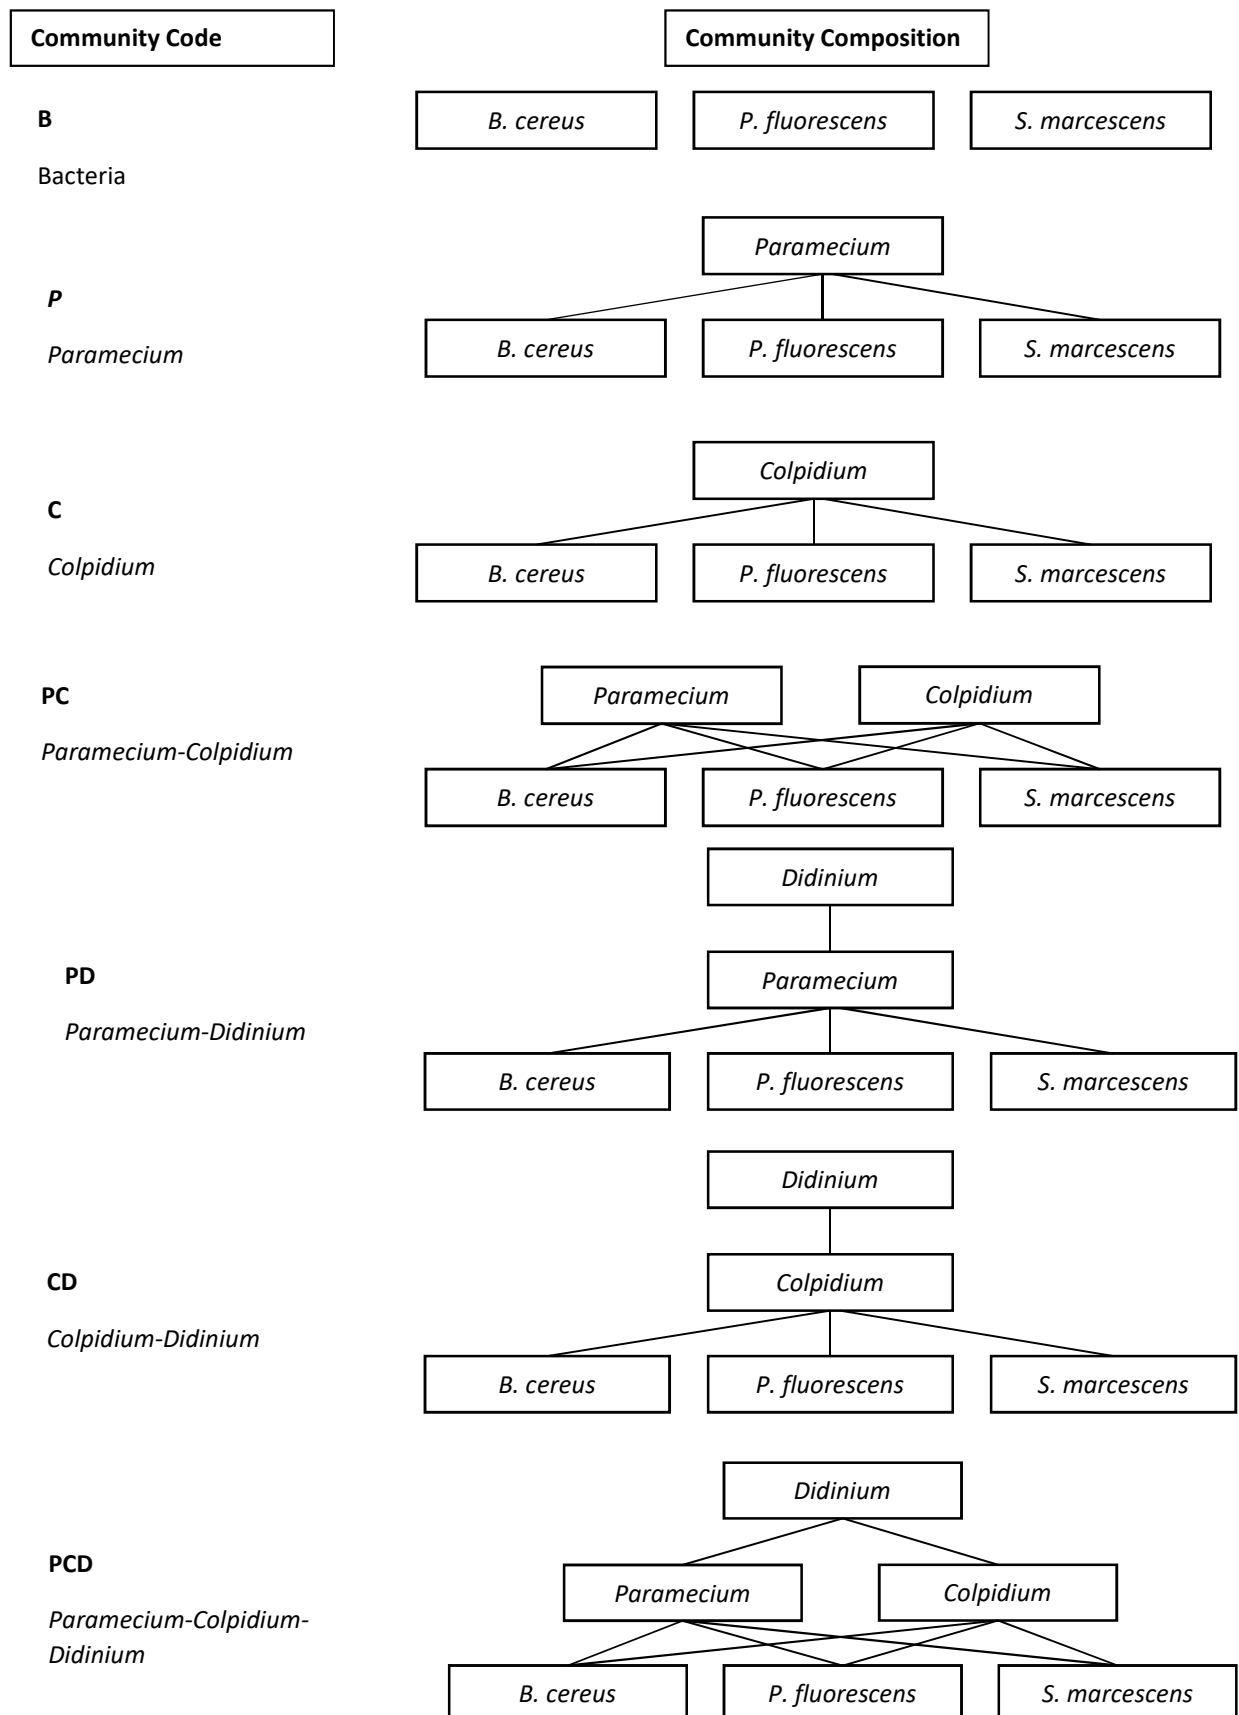 Community Code
Community Composition
B
Bacteria
B. cereus
P. fluorescens
S. marcescens
P
Paramecium
Paramecium
B. cereus
P. fluorescens
S. marcescens
C
Colpidium
Colpidium
B. cereus
P. fluorescens
S. marcescens
PC
Paramecium-Colpidium
Paramecium
Colpidium
B. cereus
P. fluorescens
S. marcescens
PD
Paramecium-Didinium
Didinium
Paramecium
B. cereus
P. fluorescens
S. marcescens
CD
Colpidium-Didinium
Didinium
Colpidium
B. cereus
P. fluorescens
S. marcescens
PCD
Paramecium-Colpidium-
Didinium
Didinium
Paramecium
Colpidium
B. cereus
P. fluorescens
S. marcescens